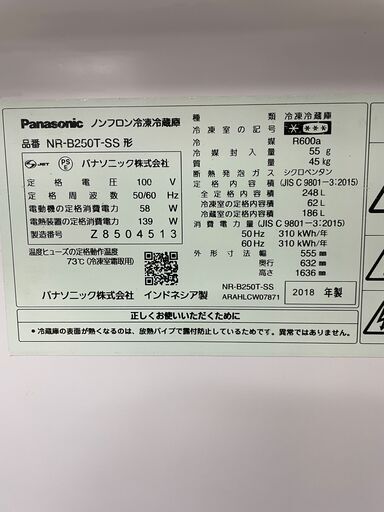 Panasonic ノンフロン冷凍冷蔵庫
品番 NR-B250T-SS 形
JET PS E パナソニック株式会社
定格電圧 100 V
定格周波数 50/60 Hz
電動機の定格消費電力 58 W
電熱装置の定格消費電力 139 W
製造番号 Z8504513
温度ヒューズの定格動作温度
73℃(冷凍室霜取用)
種類 冷凍冷蔵庫
冷凍室の記号 ＊＊＊＊
冷媒 R600a
冷媒封入量 55 g
質量 45 kg
断熱発泡ガス シクロペンタン
定格内容積 (JIS C 9801-3:2015)
全定格内容積 248 L
冷凍室の定格内容積 62 L
冷蔵室の定格内容積 186 L
消費電力量 (JIS C 9801-3:2015)
50 Hz 310 kWh/年
60 Hz 310 kWh/年
外形寸法 幅 555 mm
奥行 632 mm
高さ 1636 mm
パナソニック株式会社 インドネシア製
NR-B250T-SS
ARAHLCW07871
2018 年製
正しくお使いいただくために
・冷蔵庫の表面が熱くなるのは、放熱パイプで露付防止しているためです。異常ではありません。